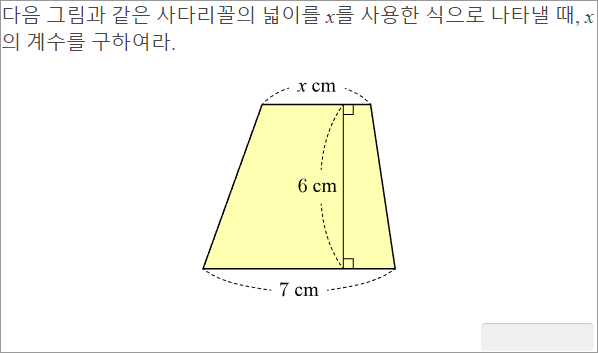 다음 그림과 같은 사다리꼴의 넓이를 x를 사용한 식으로 나타낼 때, x
의 계수를 구하여라.
x cm
6 cm
7 cm